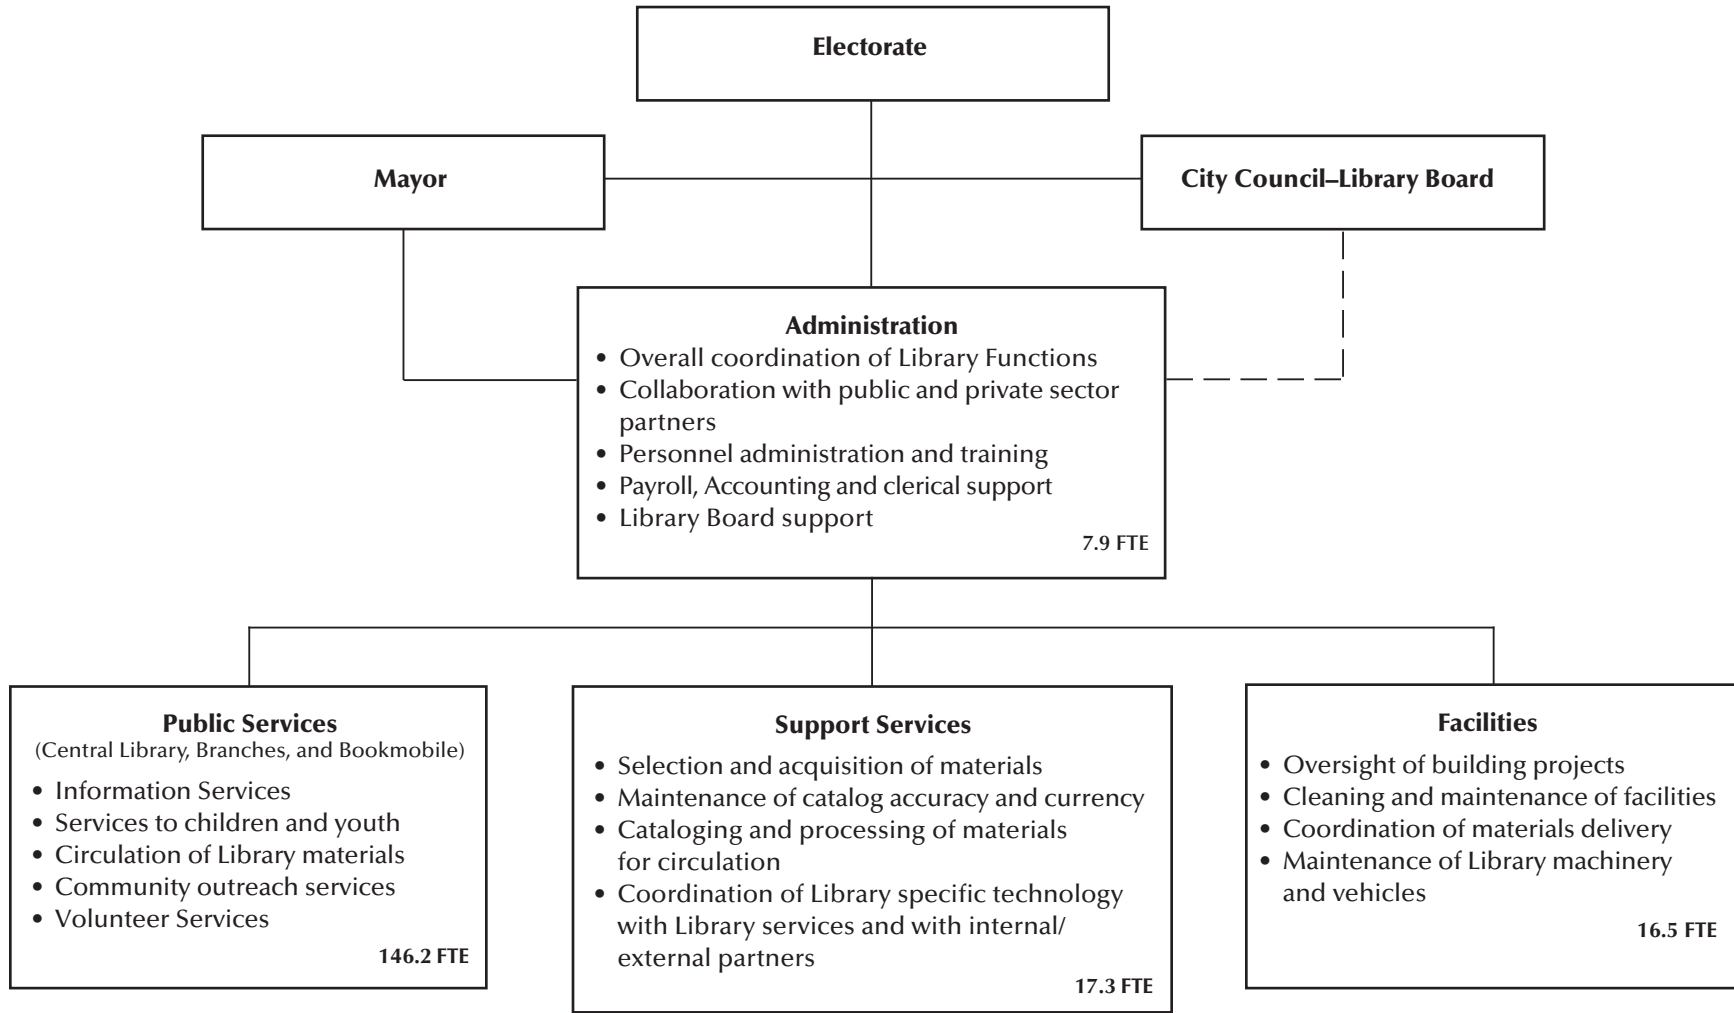 Electorate
Mayor
City Council–Library Board
Administration
• Overall coordination of Library Functions
• Collaboration with public and private sector
partners
• Personnel administration and training
• Payroll, Accounting and clerical support
• Library Board support
7.9 FTE
Public Services
(Central Library, Branches, and Bookmobile)
• Information Services
• Services to children and youth
• Circulation of Library materials
• Community outreach services
• Volunteer Services
146.2 FTE
Support Services
• Selection and acquisition of materials
• Maintenance of catalog accuracy and currency
• Cataloging and processing of materials
for circulation
• Coordination of Library specific technology
with Library services and with internal/
external partners
17.3 FTE
Facilities
• Oversight of building projects
• Cleaning and maintenance of facilities
• Coordination of materials delivery
• Maintenance of Library machinery
and vehicles
16.5 FTE